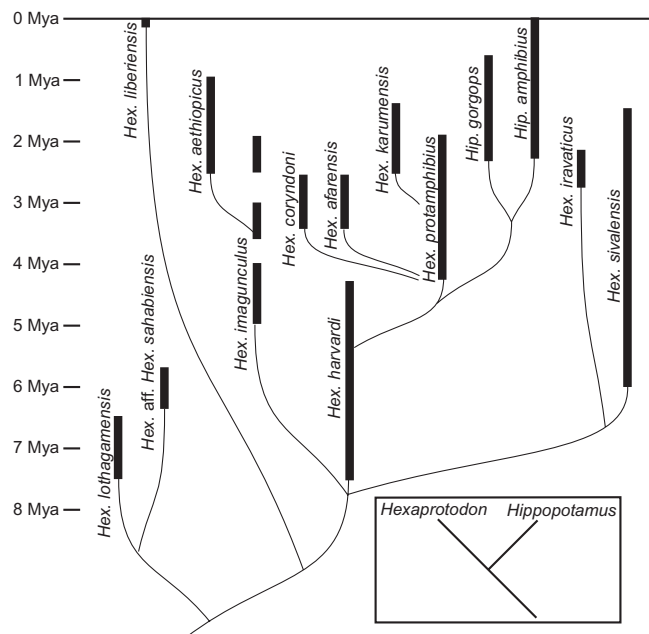 0 Mya
1 Mya
2 Mya
3 Mya
4 Mya
5 Mya
6 Mya
7 Mya
8 Mya
Hex. lothagamensis
Hex. aff. Hex. sahabiensis
Hex. liberiensis
Hex. aethiopicus
Hex. imagunculus
Hex. coryndoni
Hex. afarensis
Hex. harvardi
Hex. karumensis
Hex. protamphibius
Hip. gorgops
Hip. amphibius
Hex. iravaticus
Hex. sivalensis
Hexaprotodon
Hippopotamus